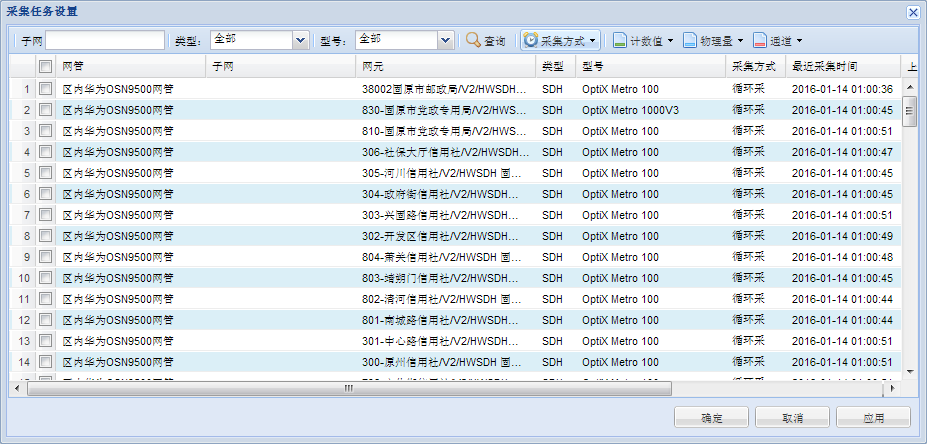 采集任务设置
子网 类型： 全部 型号： 全部 查询 采集方式 计数值 物理量 通道
网管 子网 网元 类型 型号 采集方式 最近采集时间 上
1 区内华为OSN9500网管 38002固原市邮政局/V2/HWSDH... SDH OptiX Metro 100 循环采 2016-01-14 01:00:36
2 区内华为OSN9500网管 830-固原市党政专用局/V2/HWS... SDH OptiX Metro 1000V3 循环采 2016-01-14 01:00:45
3 区内华为OSN9500网管 810-固原市党政专用局/V2/HWS... SDH OptiX Metro 100 循环采 2016-01-14 01:00:51
4 区内华为OSN9500网管 306-社保大厅信用社/V2/HWSDH... SDH OptiX Metro 100 循环采 2016-01-14 01:00:47
5 区内华为OSN9500网管 305-河川信用社/V2/HWSDH 固... SDH OptiX Metro 100 循环采 2016-01-14 01:00:45
6 区内华为OSN9500网管 304-政府街信用社/V2/HWSDH... SDH OptiX Metro 100 循环采 2016-01-14 01:00:45
7 区内华为OSN9500网管 303-兴国路信用社/V2/HWSDH... SDH OptiX Metro 100 循环采 2016-01-14 01:00:51
8 区内华为OSN9500网管 302-开发区信用社/V2/HWSDH... SDH OptiX Metro 100 循环采 2016-01-14 01:00:49
9 区内华为OSN9500网管 804-萧关信用社/V2/HWSDH 固... SDH OptiX Metro 100 循环采 2016-01-14 01:00:48
10 区内华为OSN9500网管 803-靖朔门信用社/V2/HWSDH... SDH OptiX Metro 100 循环采 2016-01-14 01:00:45
11 区内华为OSN9500网管 802-清河信用社/V2/HWSDH 固... SDH OptiX Metro 100 循环采 2016-01-14 01:00:44
12 区内华为OSN9500网管 801-南城路信用社/V2/HWSDH... SDH OptiX Metro 100 循环采 2016-01-14 01:00:44
13 区内华为OSN9500网管 301-中心路信用社/V2/HWSDH... SDH OptiX Metro 100 循环采 2016-01-14 01:00:51
14 区内华为OSN9500网管 300-原州信用社/V2/HWSDH 固... SDH OptiX Metro 100 循环采 2016-01-14 01:00:51
确定 取消 应用